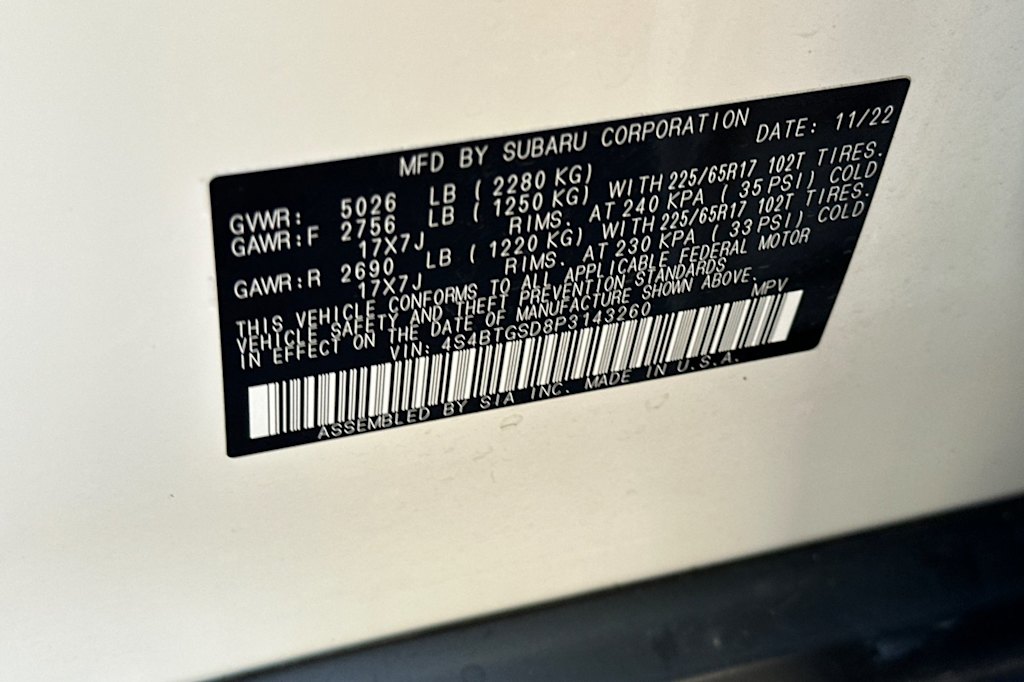 MFD BY SUBARU CORPORATION DATE: 11/22
GVWR: 5026 LB ( 2280 KG)
GAWR:F 2756 LB ( 1250 KG) WITH 225/65R17 102T TIRES.
17X7J RIMS. AT 240 KPA ( 35 PSI) COLD
GAWR:R 2690 LB ( 1220 KG) WITH 225/65R17 102T TIRES.
17X7J RIMS. AT 230 KPA ( 33 PSI) COLD
THIS VEHICLE CONFORMS TO ALL APPLICABLE FEDERAL MOTOR
VEHICLE SAFETY AND THEFT PREVENTION STANDARDS
IN EFFECT ON THE DATE OF MANUFACTURE SHOWN ABOVE.
VIN: 4S4BTGSD8P3143260 MPV
ASSEMBLED BY SIA INC. MADE IN U.S.A.